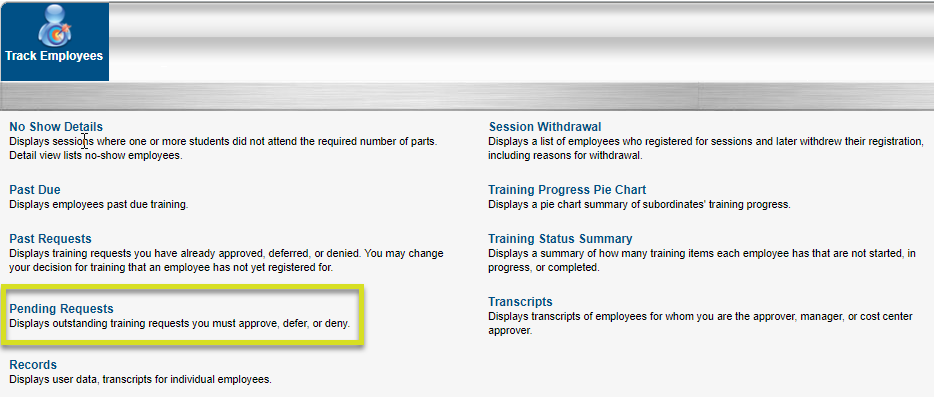 Track Employees
No Show Details
Displays sessions where one or more students did not attend the required number of parts.
Detail view lists no-show employees.
Past Due
Displays employees past due training.
Past Requests
Displays training requests you have already approved, deferred, or denied. You may change
your decision for training that an employee has not yet registered for.
Pending Requests
Displays outstanding training requests you must approve, defer, or deny.
Records
Displays user data, transcripts for individual employees.
Session Withdrawal
Displays a list of employees who registered for sessions and later withdrew their registration,
including reasons for withdrawal.
Training Progress Pie Chart
Displays a pie chart summary of subordinates' training progress.
Training Status Summary
Displays a summary of how many training items each employee has that are not started, in
progress, or completed.
Transcripts
Displays transcripts of employees for whom you are the approver, manager, or cost center
approver.